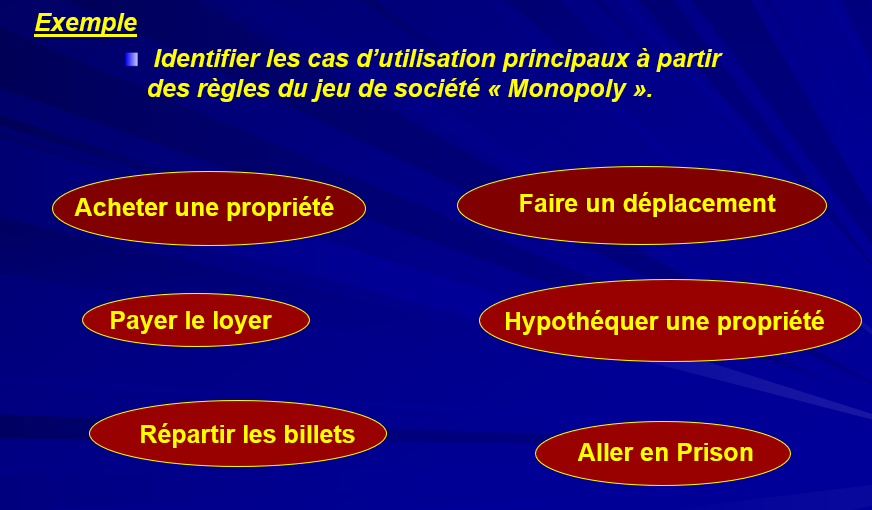 Exemple
Identifier les cas d’utilisation principaux à partir
des règles du jeu de société « Monopoly ».
Acheter une propriété
Faire un déplacement
Payer le loyer
Hypothéquer une propriété
Répartir les billets
Aller en Prison